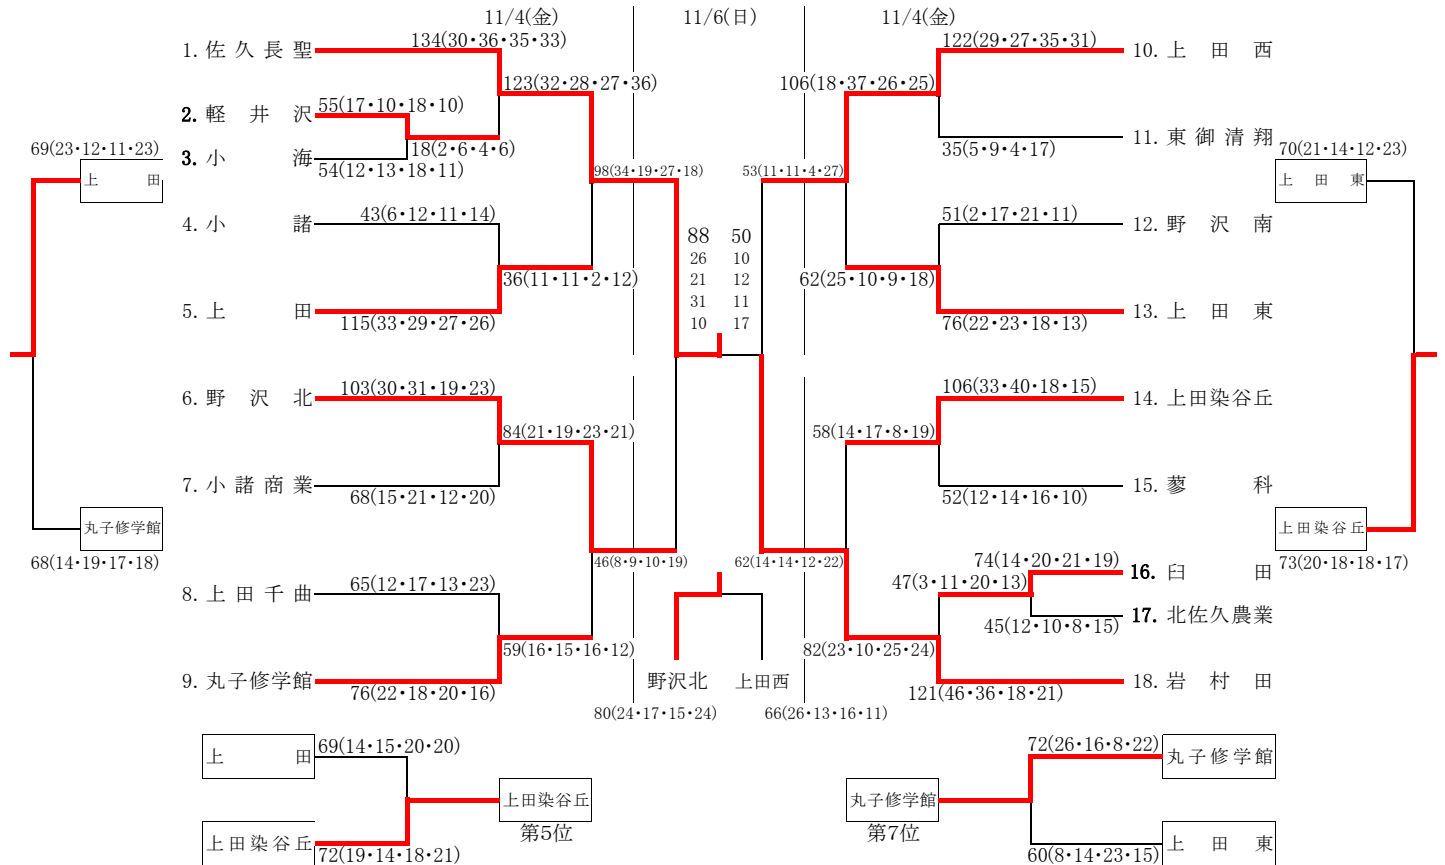 11/4(金)
11/6(日)
11/4(金)
1. 佐久長聖
134(30・36・35・33)
123(32・28・27・36)
2. 軽井沢
55(17・10・18・10)
18(2・6・4・6)
3. 小海
54(12・13・18・11)
69(23・12・11・23)
上田
98(34・19・27・18)
4. 小諸
43(6・12・11・14)
36(11・11・2・12)
5. 上田
115(33・29・27・26)
6. 野沢北
103(30・31・19・23)
84(21・19・23・21)
7. 小諸商業
68(15・21・12・20)
丸子修学館
68(14・19・17・18)
46(8・9・10・19)
8. 上田千曲
65(12・17・13・23)
59(16・15・16・12)
9. 丸子修学館
76(22・18・20・16)
88 50
26 10
21 12
31 11
10 17
122(29・27・35・31)
10. 上田西
106(18・37・26・25)
11. 東御清翔
35(5・9・4・17)
70(21・14・12・23)
上田東
53(11・11・4・27)
51(2・17・21・11)
12. 野沢南
62(25・10・9・18)
13. 上田東
76(22・23・18・13)
106(33・40・18・15)
14. 上田染谷丘
58(14・17・8・19)
15. 蓼科
52(12・14・16・10)
上田染谷丘
73(20・18・18・17)
62(14・14・12・22)
74(14・20・21・19)
16. 臼田
47(3・11・20・13)
17. 北佐久農業
45(12・10・8・15)
82(23・10・25・24)
18. 岩村田
121(46・36・18・21)
野沢北
上田西
80(24・17・15・24)
66(26・13・16・11)
上田
69(14・15・20・20)
上田染谷丘
第5位
上田染谷丘
72(19・14・18・21)
72(26・16・8・22)
丸子修学館
丸子修学館
第7位
60(8・14・23・15)
上田東